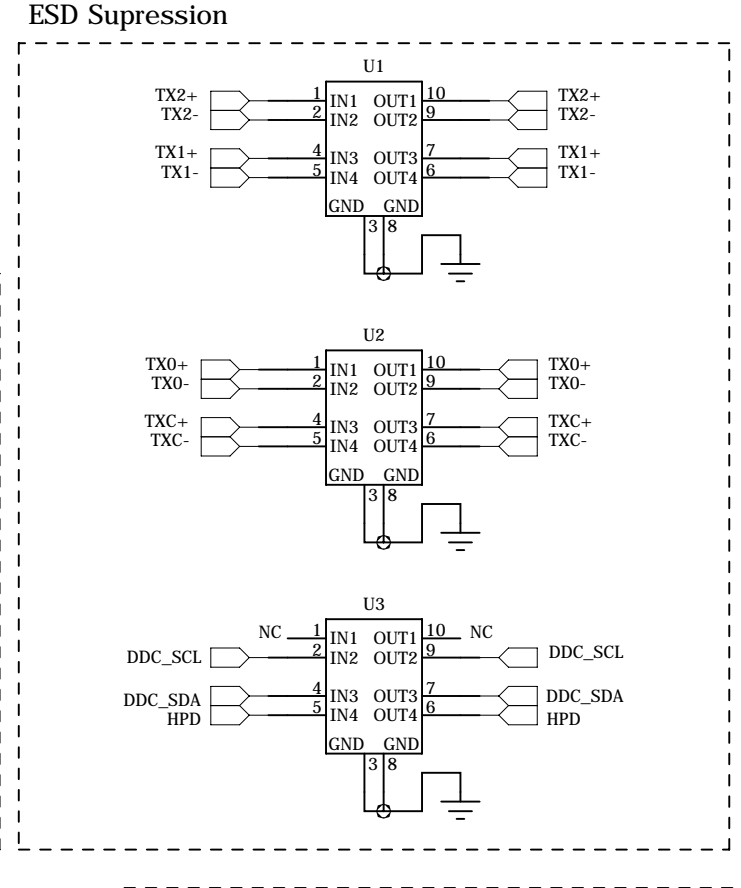 ESD Supression
U1
TX2+ 1 IN1 OUT1 10 TX2+
TX2- 2 IN2 OUT2 9 TX2-
TX1+ 4 IN3 OUT3 7 TX1+
TX1- 5 IN4 OUT4 6 TX1-
GND GND
3 8
U2
TX0+ 1 IN1 OUT1 10 TX0+
TX0- 2 IN2 OUT2 9 TX0-
TXC+ 4 IN3 OUT3 7 TXC+
TXC- 5 IN4 OUT4 6 TXC-
GND GND
3 8
U3
NC 1 IN1 OUT1 10 NC
DDC_SCL 2 IN2 OUT2 9 DDC_SCL
DDC_SDA 4 IN3 OUT3 7 DDC_SDA
HPD 5 IN4 OUT4 6 HPD
GND GND
3 8